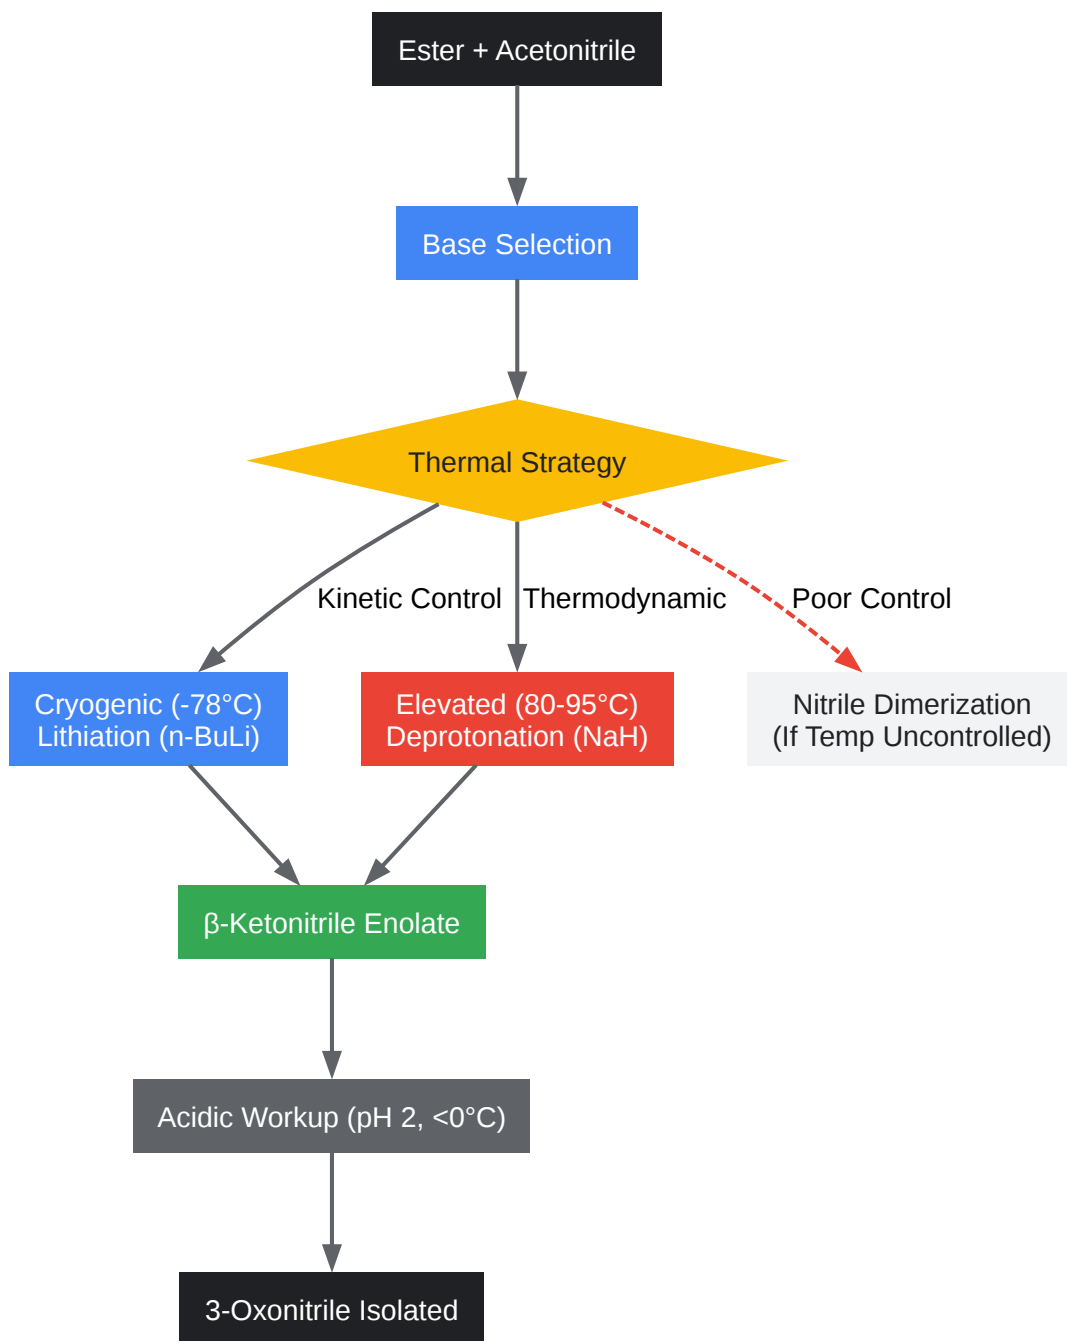 Ester + Acetonitrile
Base Selection
Thermal Strategy
Kinetic Control
Thermodynamic
Poor Control
Cryogenic (-78°C)
Lithiation (n-BuLi)
Elevated (80-95°C)
Deprotonation (NaH)
Nitrile Dimerization
(If Temp Uncontrolled)
β-Ketonitrile Enolate
Acidic Workup (pH 2, <0°C)
3-Oxonitrile Isolated